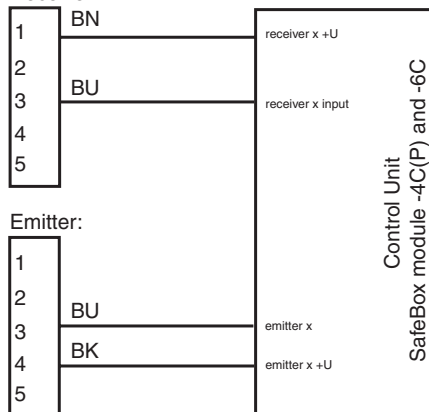 1 BN receiver x +U
2
3 BU receiver x input
4
5
Emitter:
1
2
3 BU emitter x
4 BK emitter x +U
5
Control Unit
SafeBox module -4C(P) and -6C